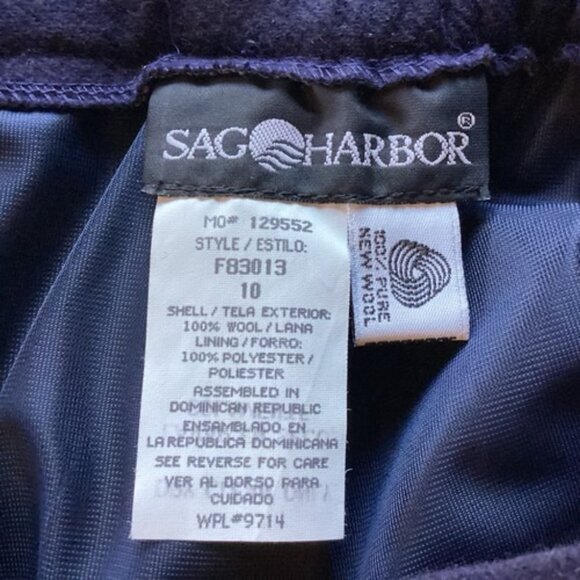 SAG HARBOR®
MO# 129552
STYLE / ESTILO:
F83013
10
SHELL / TELA EXTERIOR:
100% WOOL / LANA
LINING / FORRO:
100% POLYESTER /
POLIESTER
ASSEMBLED IN
DOMINICAN REPUBLIC
ENSAMBLADO EN
LA REPUBLICA DOMINICANA
SEE REVERSE FOR CARE
VER AL DORSO PARA
CUIDADO
WPL#9714
100% PURE
NEW WOOL